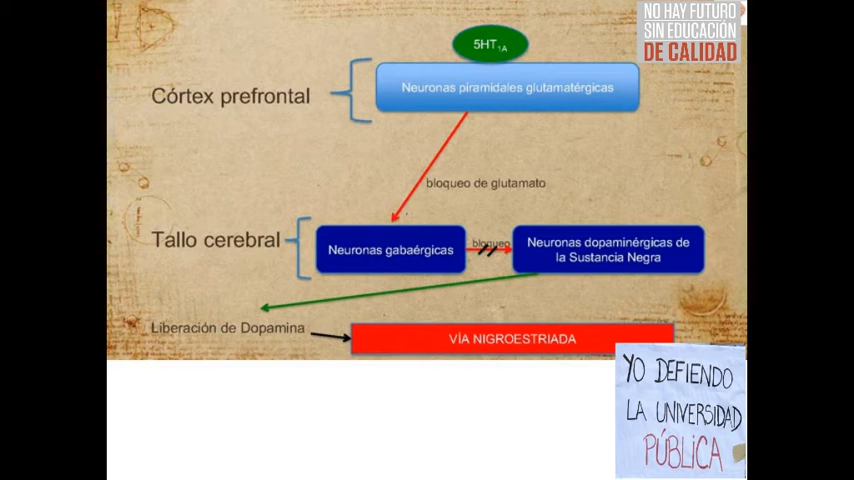 NO HAY FUTURO
SIN EDUCACIÓN
DE CALIDAD
5HT1A
Córtex prefrontal
Neuronas piramidales glutamatérgicas
bloqueo de glutamato
Tallo cerebral
Neuronas gabaérgicas
bloqueo
Neuronas dopaminérgicas de
la Sustancia Negra
Liberación de Dopamina
VÍA NIGROESTRIADA
YO DEFIENDO
LA UNIVERSIDAD
PÚBLICA